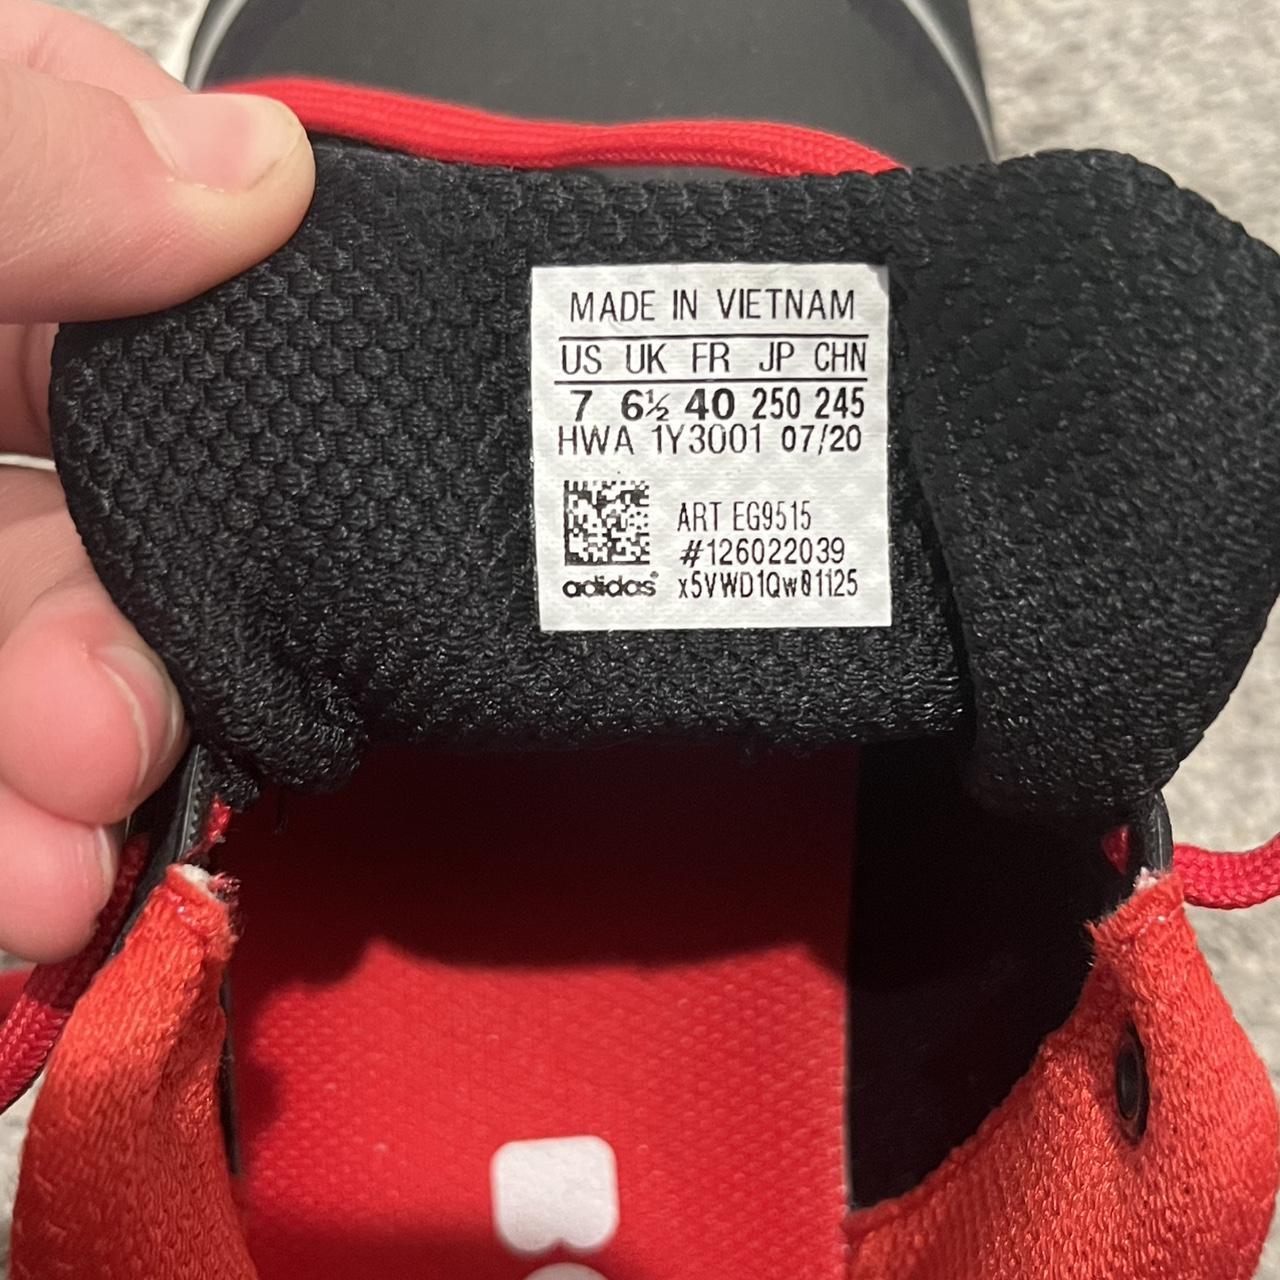 MADE IN VIETNAM
US UK FR JP CHN
7 6½ 40 250 245
HWA 1Y3001 07/20
ART EG9515
#126022039
adidas® x5VWD1Qw01125